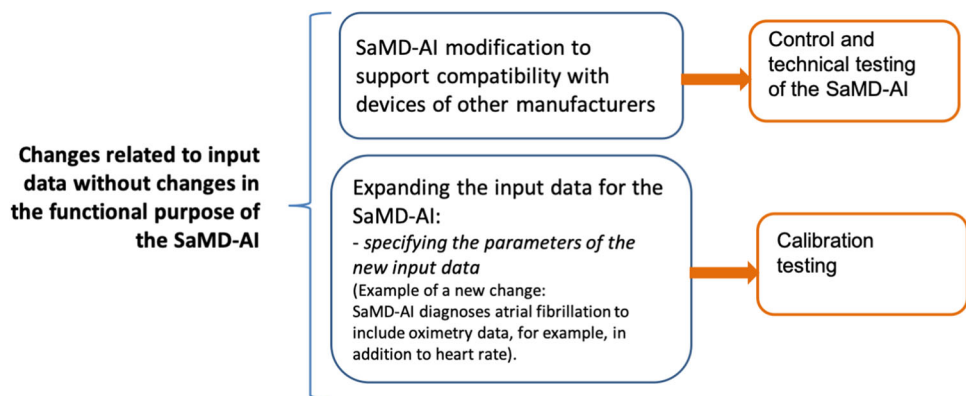 Changes related to input
data without changes in
the functional purpose of
the SaMD-AI
SaMD-AI modification to
support compatibility with
devices of other manufacturers
Control and
technical testing
of the SaMD-AI
Expanding the input data for the
SaMD-AI:
- specifying the parameters of the
new input data
(Example of a new change:
SaMD-AI diagnoses atrial fibrillation to
include oximetry data, for example, in
addition to heart rate).
Calibration
testing